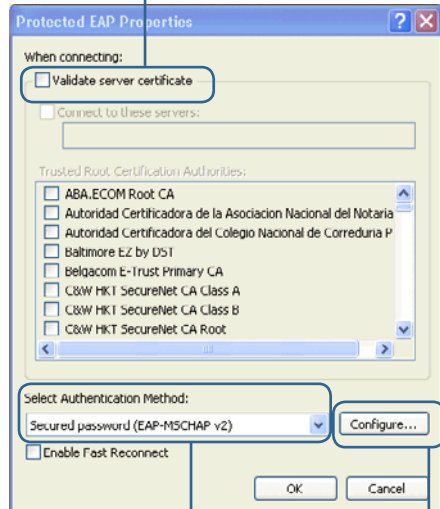 Protected EAP Properties
When connecting:
Validate server certificate
Connect to these servers:
Trusted Root Certification Authorities:
ABA.ECOM Root CA
Autoridad Certificadora de la Asociacion Nacional del Notaria
Autoridad Certificadora del Colegio Nacional de Correduria P
Baltimore EZ by DST
Belgacom E-Trust Primary CA
C&W HKT SecureNet CA Class A
C&W HKT SecureNet CA Class B
C&W HKT SecureNet CA Root
Select Authentication Method:
Secured password (EAP-MSCHAP v2)
Configure...
Enable Fast Reconnect
OK
Cancel